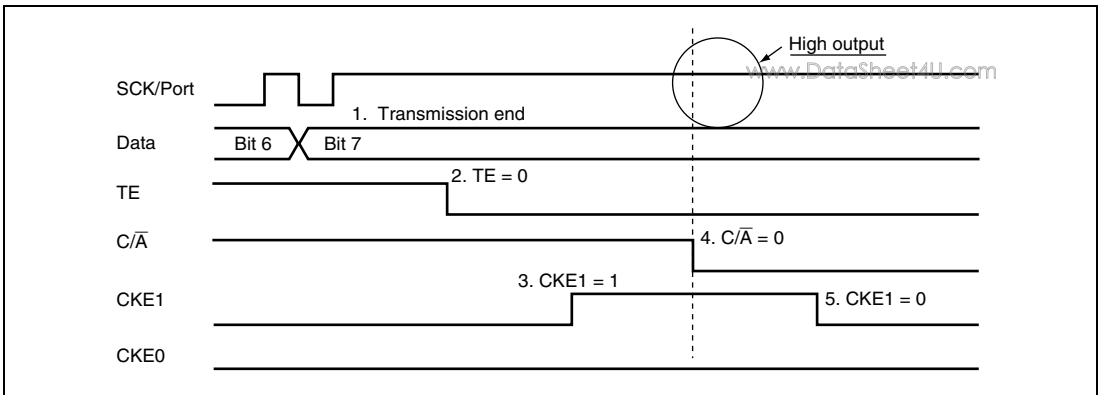 High output
www.DataSheet4U.com
SCK/Port
1. Transmission end
Data
Bit 6
Bit 7
2. TE = 0
TE
C/A̅
4. C/A̅ = 0
3. CKE1 = 1
CKE1
5. CKE1 = 0
CKE0